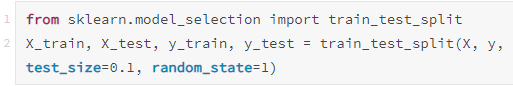 1 from sklearn.model_selection import train_test_split
2 X_train, X_test, y_train, y_test = train_test_split(X, y,
test_size=0.1, random_state=1)